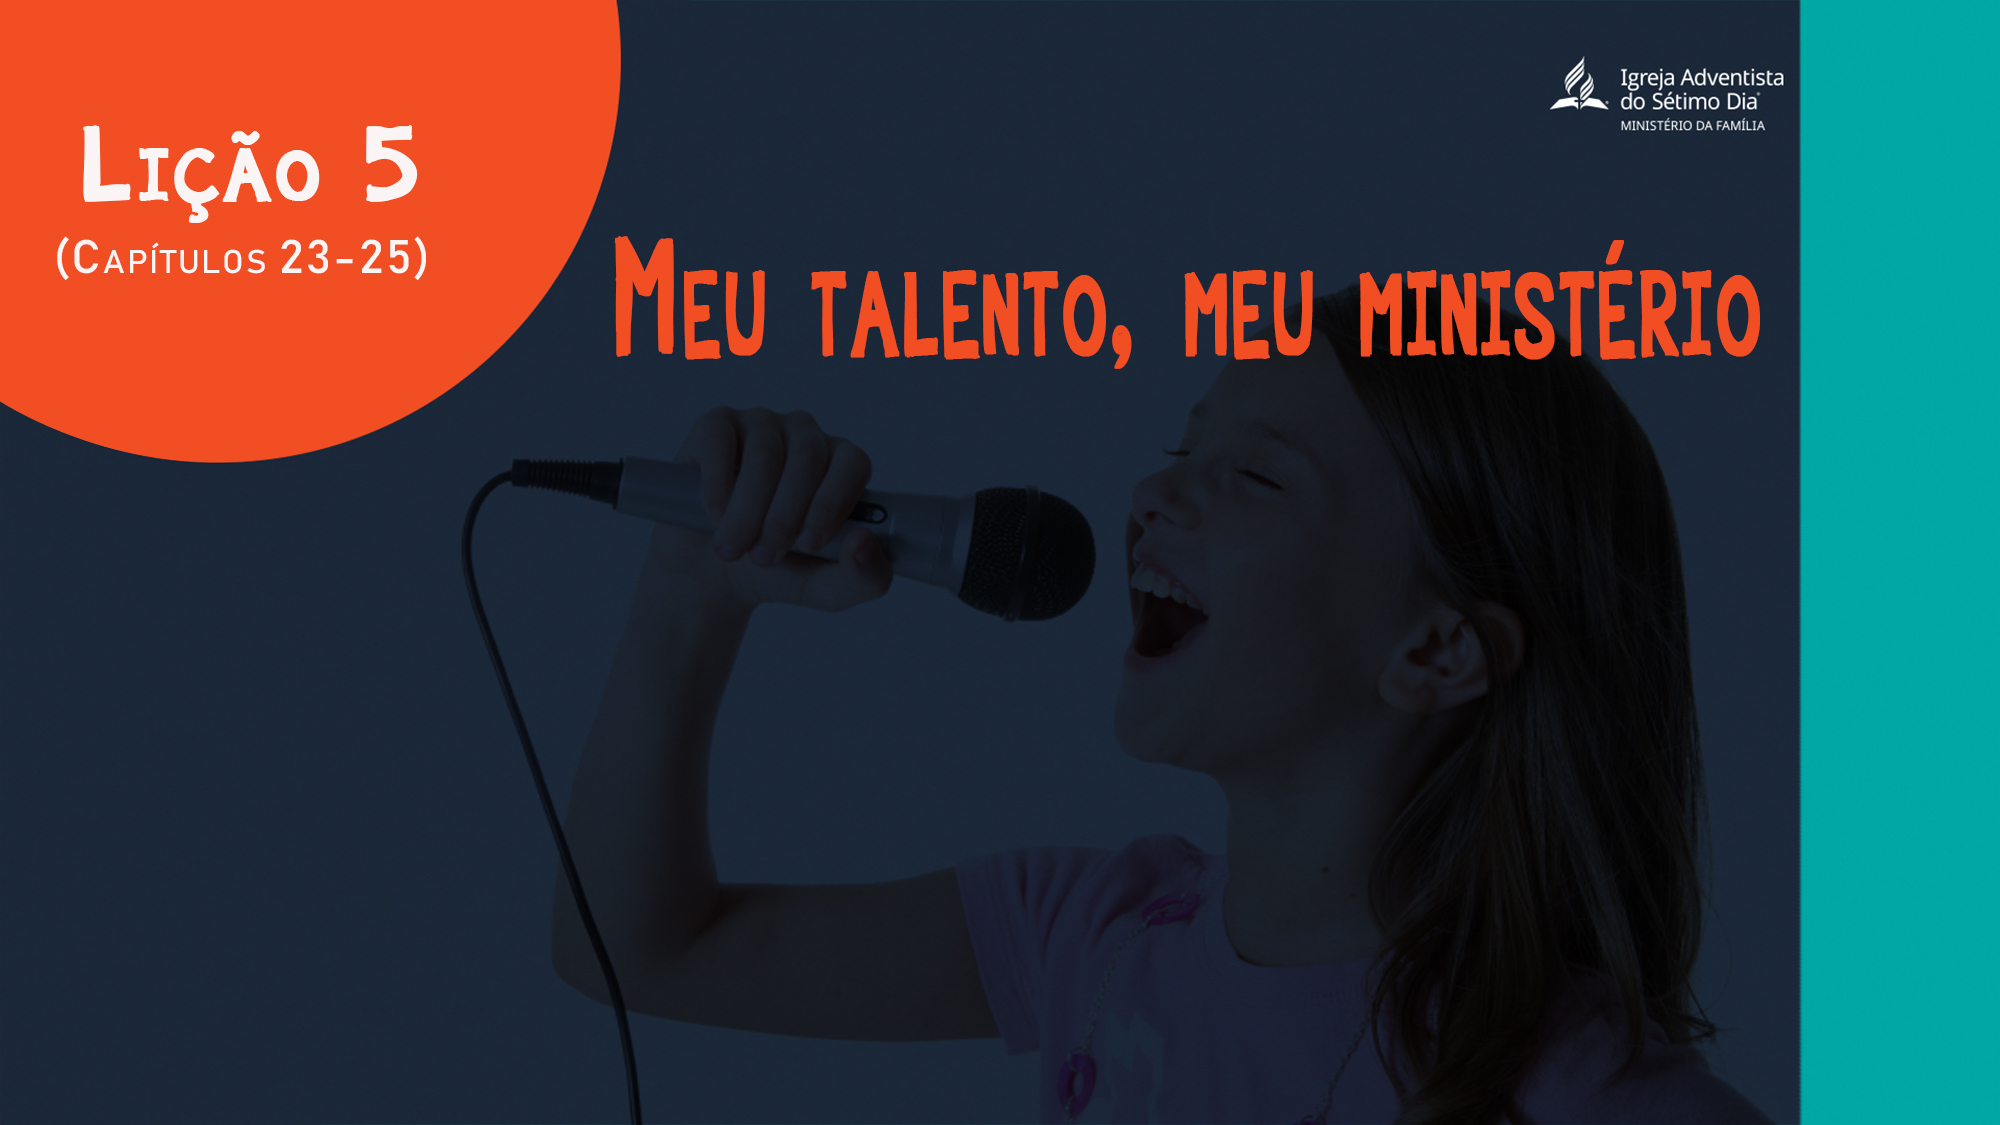 Lição 5
(Capítulos 23-25)
Igreja Adventista
do Sétimo Dia
MINISTÉRIO DA FAMÍLIA
Meu talento, meu ministério